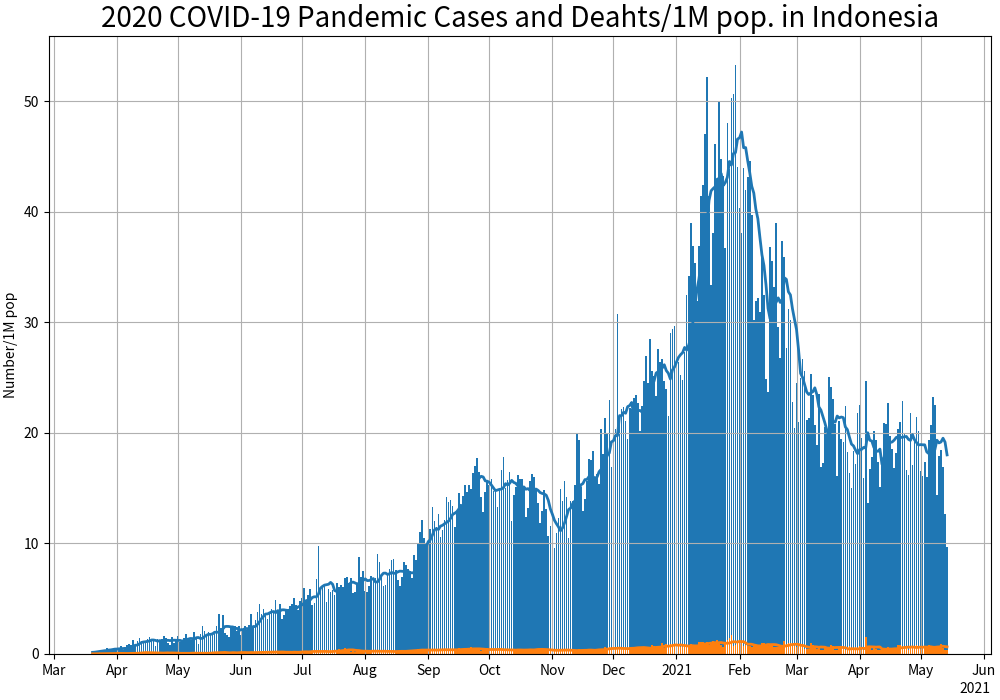 2020 COVID-19 Pandemic Cases and Deahts/1M pop. in Indonesia
Number/1M pop
50
40
30
20
10
0
Mar Apr May Jun Jul Aug Sep Oct Nov Dec 2021 Feb Mar Apr May Jun
2021